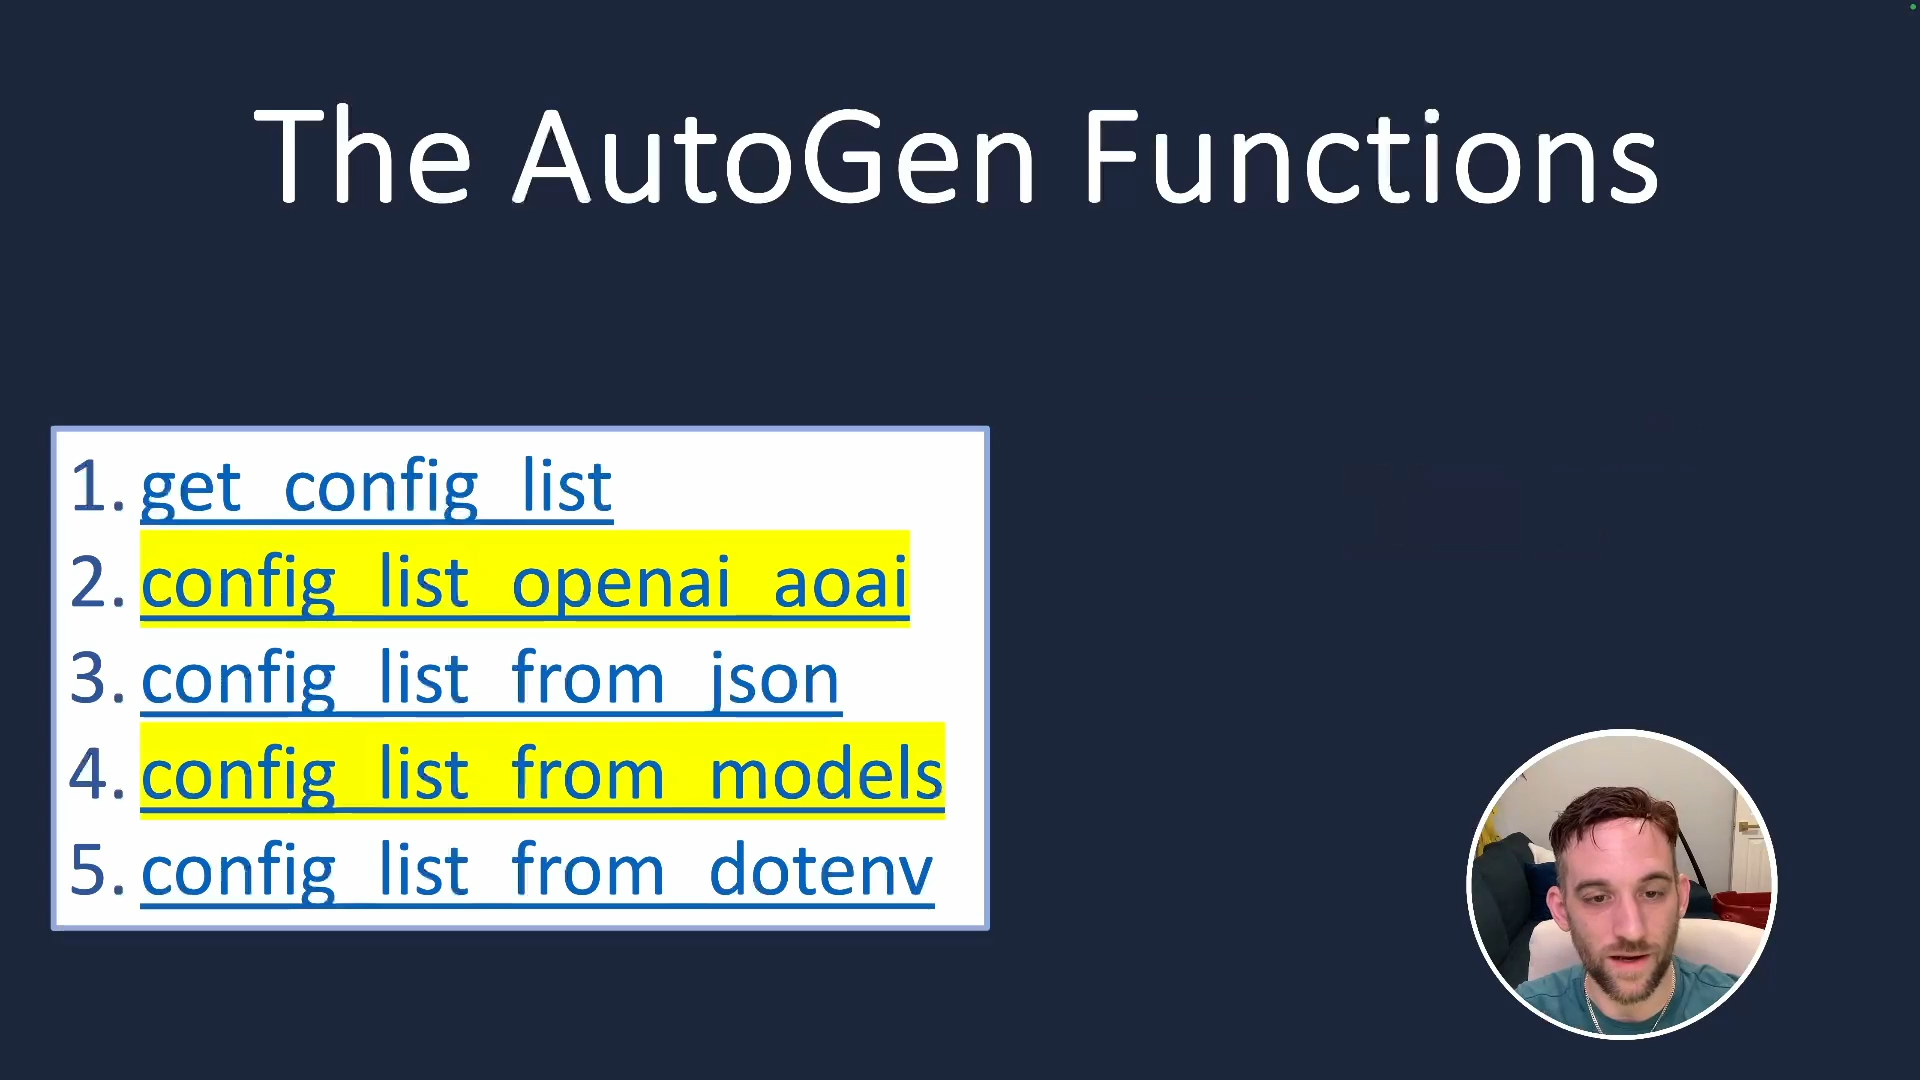 The AutoGen Functions
1. get_config_list
2. config_list_openai_aoai
3. config_list_from_json
4. config_list_from_models
5. config_list_from_dotenv